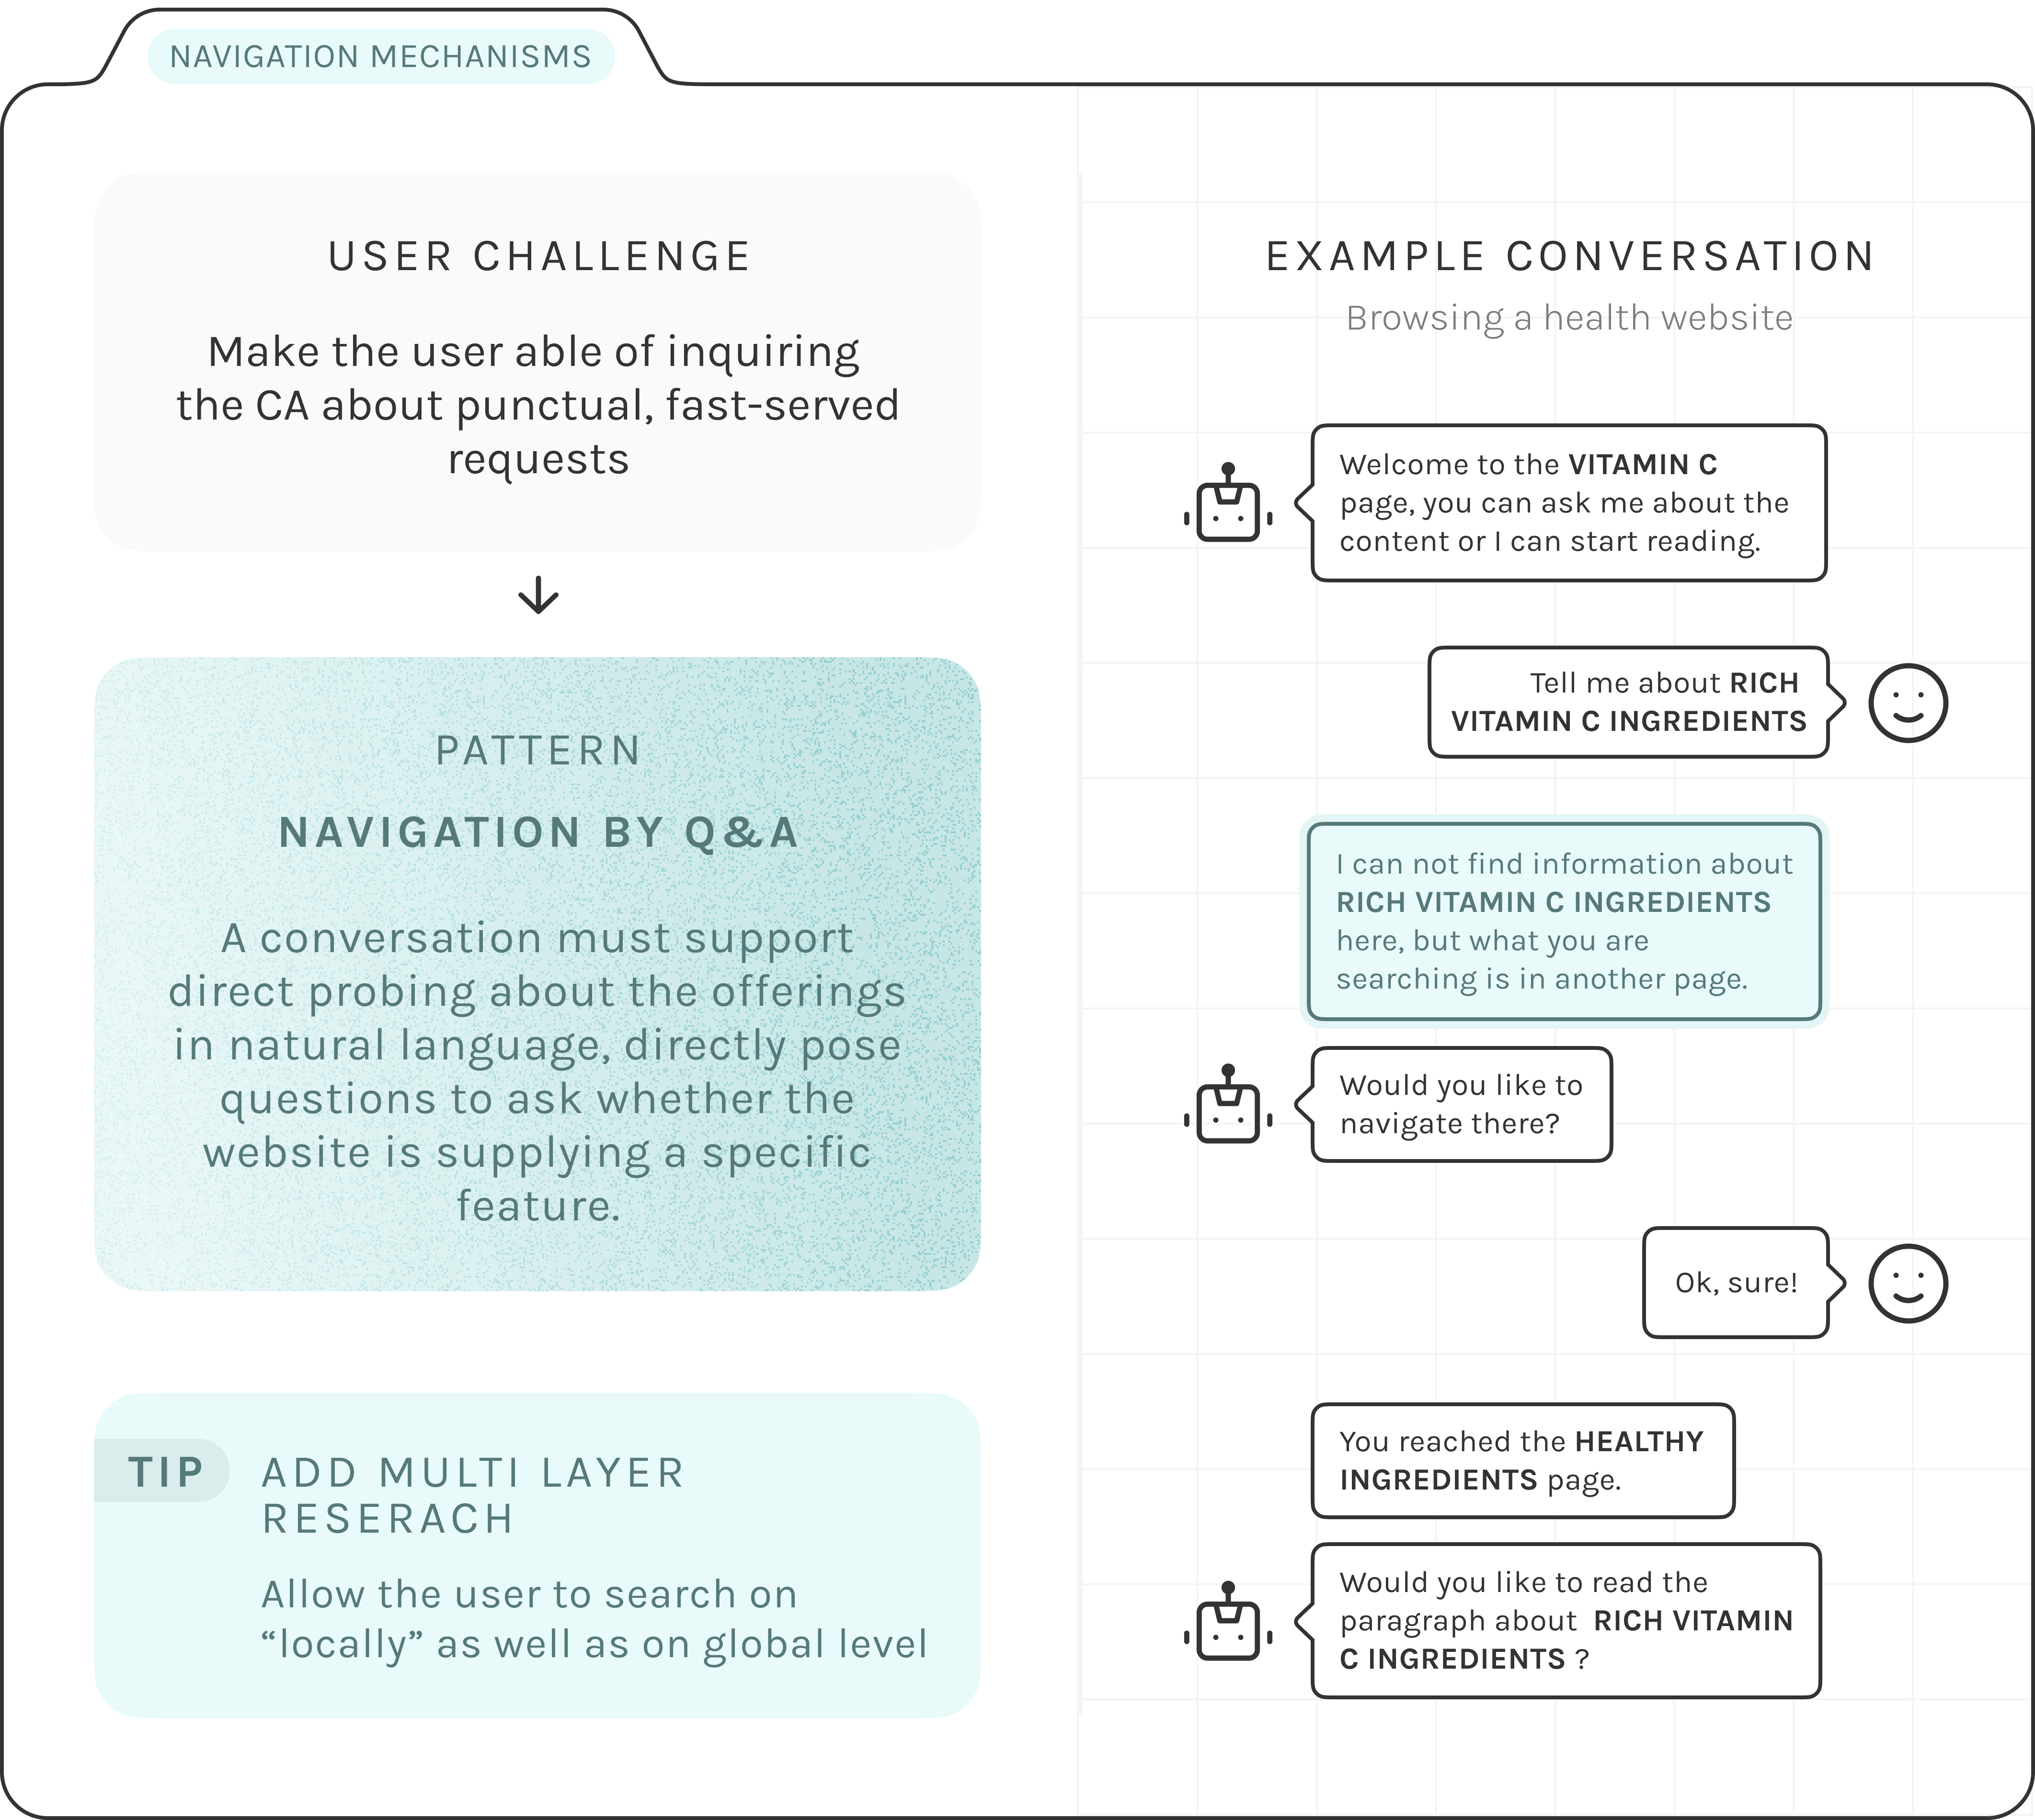 NAVIGATION MECHANISMS
USER CHALLENGE
Make the user able of inquiring
the CA about punctual, fast-served
requests
PATTERN
NAVIGATION BY Q&A
A conversation must support
direct probing about the offerings
in natural language, directly pose
questions to ask whether the
website is supplying a specific
feature.
TIP
ADD MULTI LAYER
RESERACH
Allow the user to search on
“locally” as well as on global level
EXAMPLE CONVERSATION
Browsing a health website
Welcome to the VITAMIN C
page, you can ask me about the
content or I can start reading.
Tell me about RICH
VITAMIN C INGREDIENTS
I can not find information about
RICH VITAMIN C INGREDIENTS
here, but what you are
searching is in another page.
Would you like to
navigate there?
Ok, sure!
You reached the HEALTHY
INGREDIENTS page.
Would you like to read the
paragraph about RICH VITAMIN
C INGREDIENTS ?